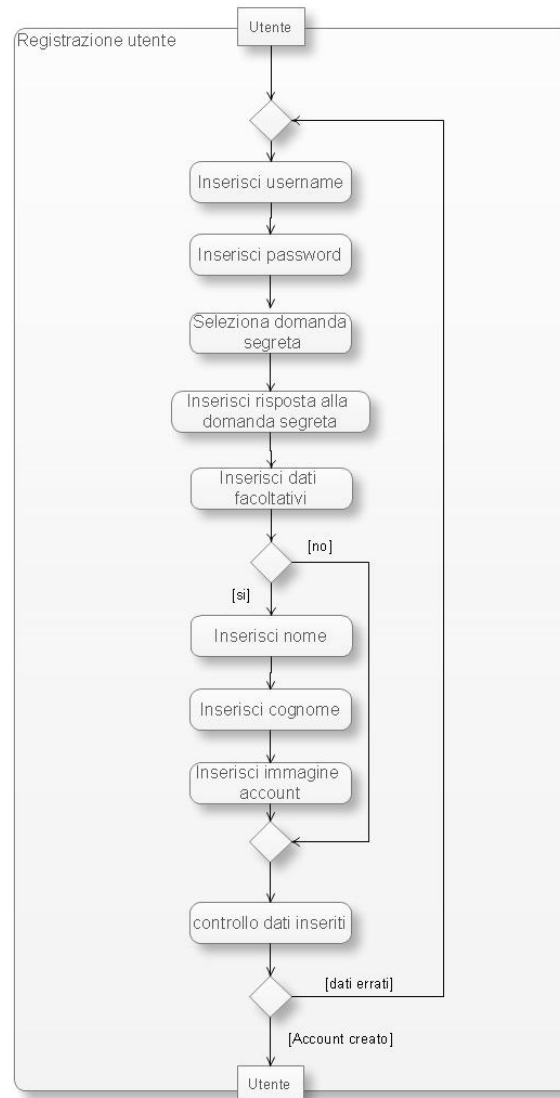 Utente
Registrazione utente
Inserisci username
Inserisci password
Seleziona domanda
segreta
Inserisci risposta alla
domanda segreta
Inserisci dati
facoltativi
[no]
[si]
Inserisci nome
Inserisci cognome
Inserisci immagine
account
controllo dati inseriti
[dati errati]
[Account creato]
Utente